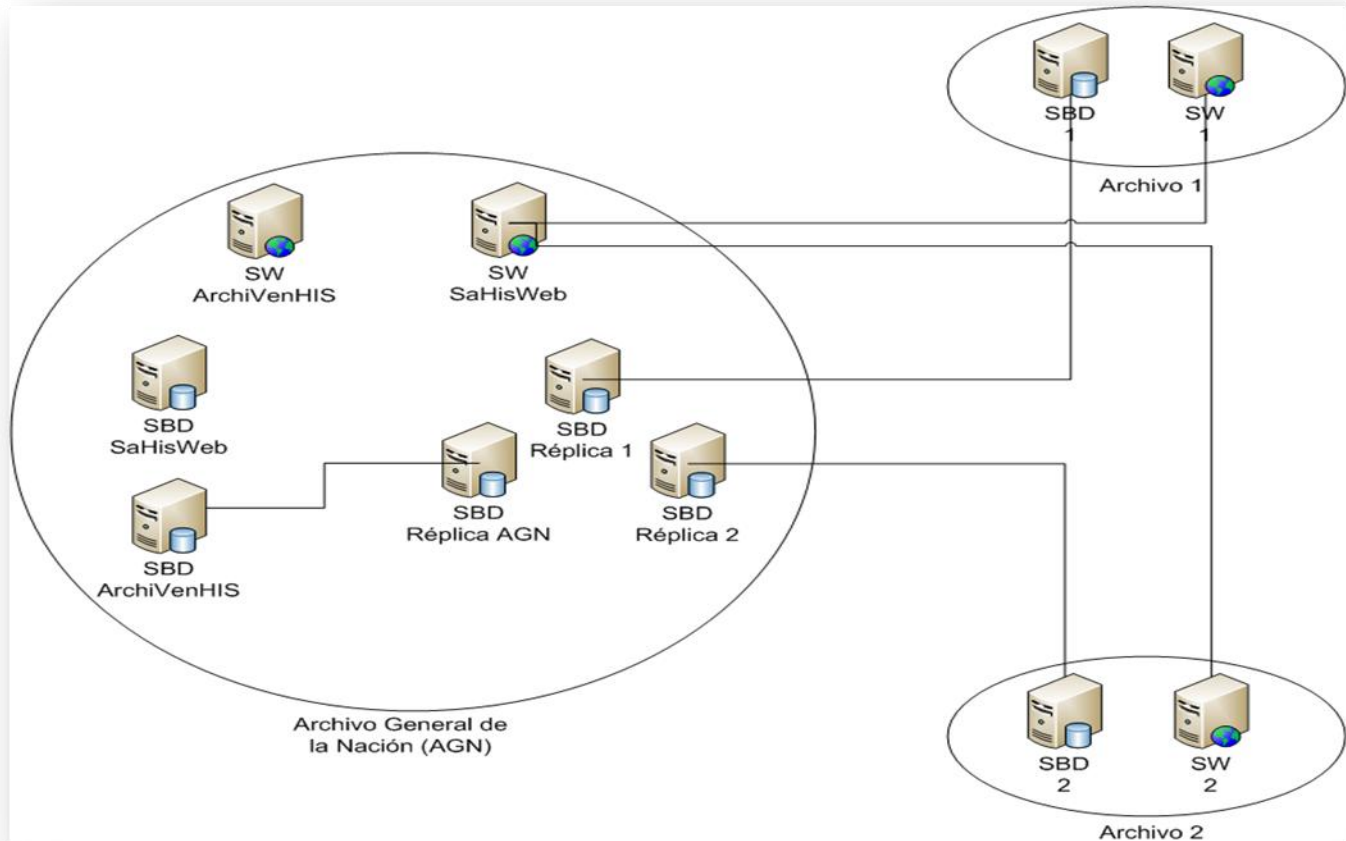 SBD
1
SW
1
Archivo 1
SW
ArchiVenHIS
SW
SaHisWeb
SBD
SaHisWeb
SBD
Réplica 1
SBD
Réplica AGN
SBD
Réplica 2
SBD
ArchiVenHIS
Archivo General de
la Nación (AGN)
SBD
2
SW
2
Archivo 2